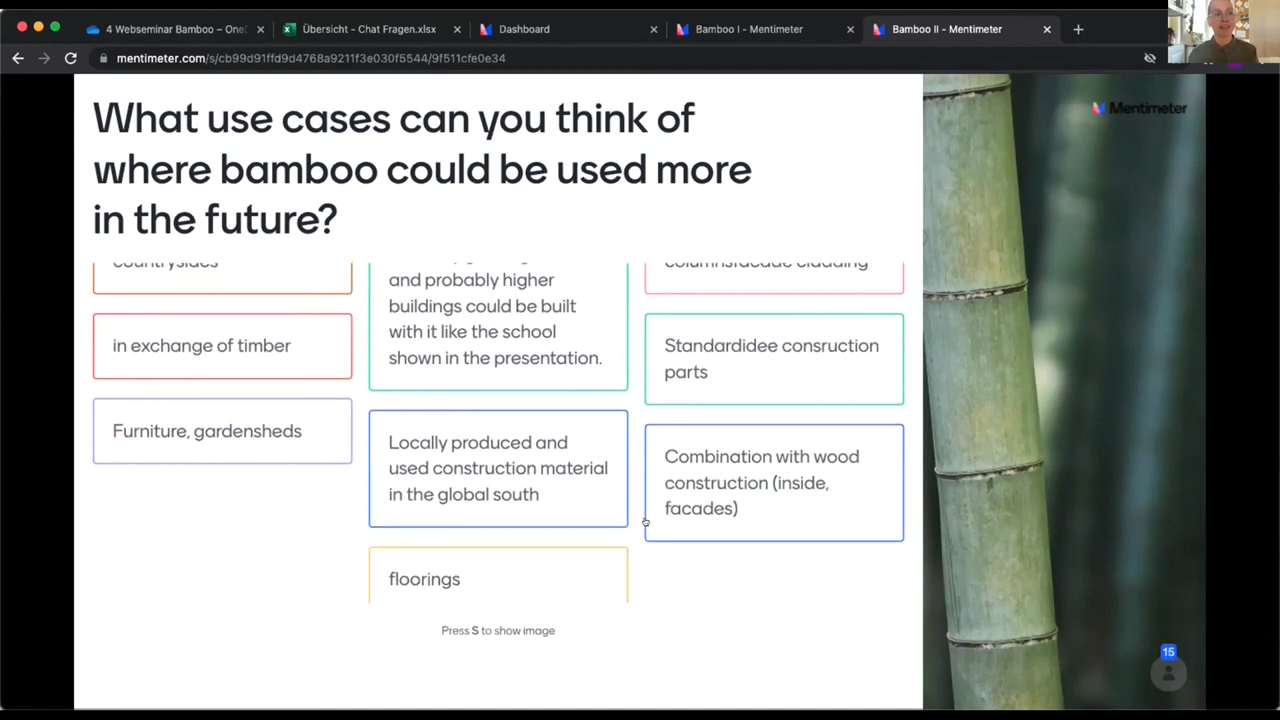 4 Webseminar Bamboo – One
Übersicht - Chat Fragen.xlsx
Dashboard
Bamboo I - Mentimeter
Bamboo II - Mentimeter
mentimeter.com/s/cb99d91ffd9d4768a9211f3e030f5544/9f511cfe0e34
What use cases can you think of
where bamboo could be used more
in the future?
Mentimeter
countrysides
in exchange of timber
Furniture, gardensheds
and probably higher
buildings could be built
with it like the school
shown in the presentation.
Locally produced and
used construction material
in the global south
floorings
columnsfacade cladding
Standardidee consruction
parts
Combination with wood
construction (inside,
facades)
Press S to show image
15